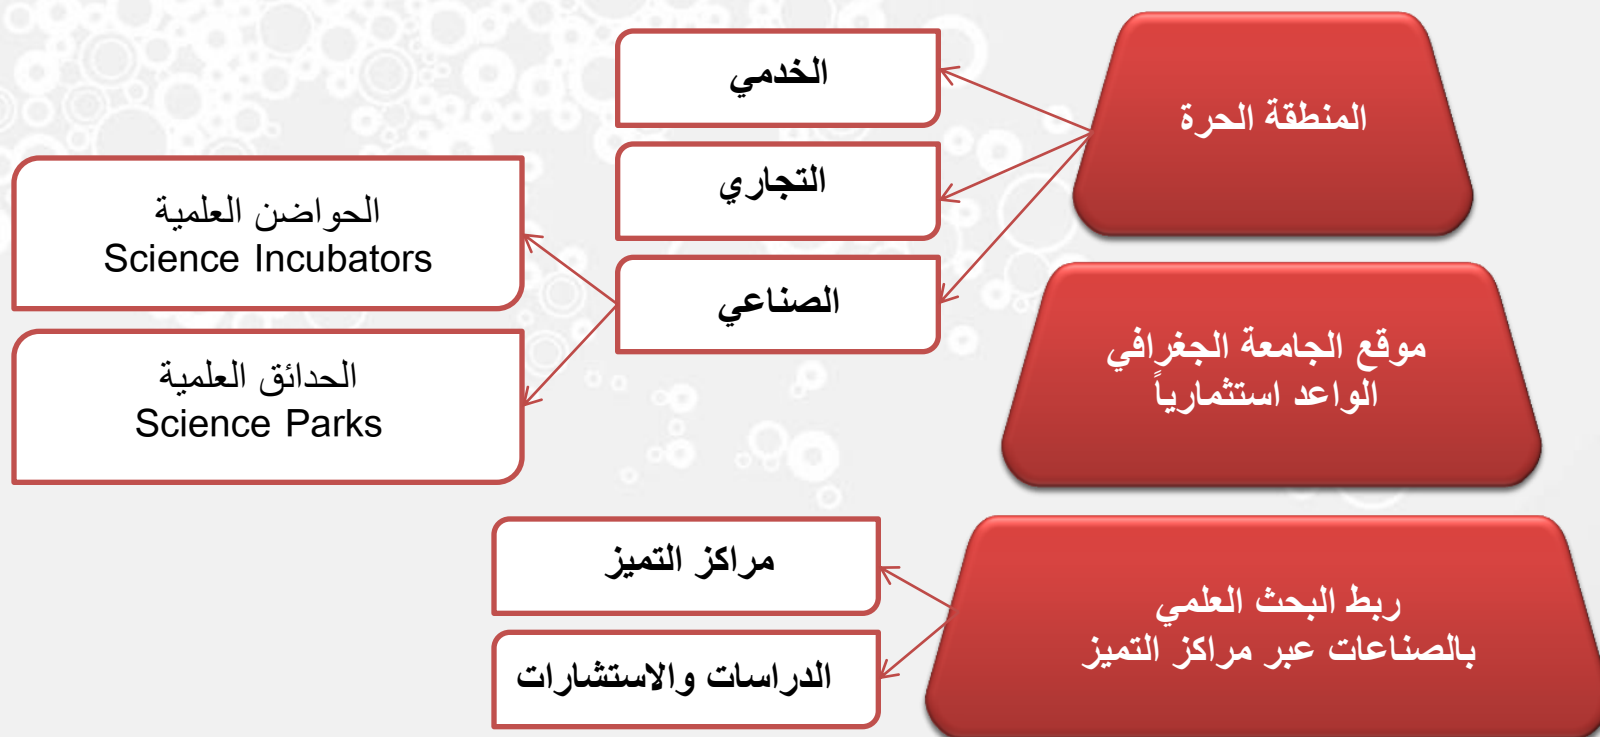 المنطقة الحرة
الخدمي
التجاري
الصناعي
الحواضن العلمية
Science Incubators
الحدائق العلمية
Science Parks
موقع الجامعة الجغرافي
الواعد استثمارياً
ربط البحث العلمي
بالصناعات عبر مراكز التميز
مراكز التميز
الدراسات والاستشارات